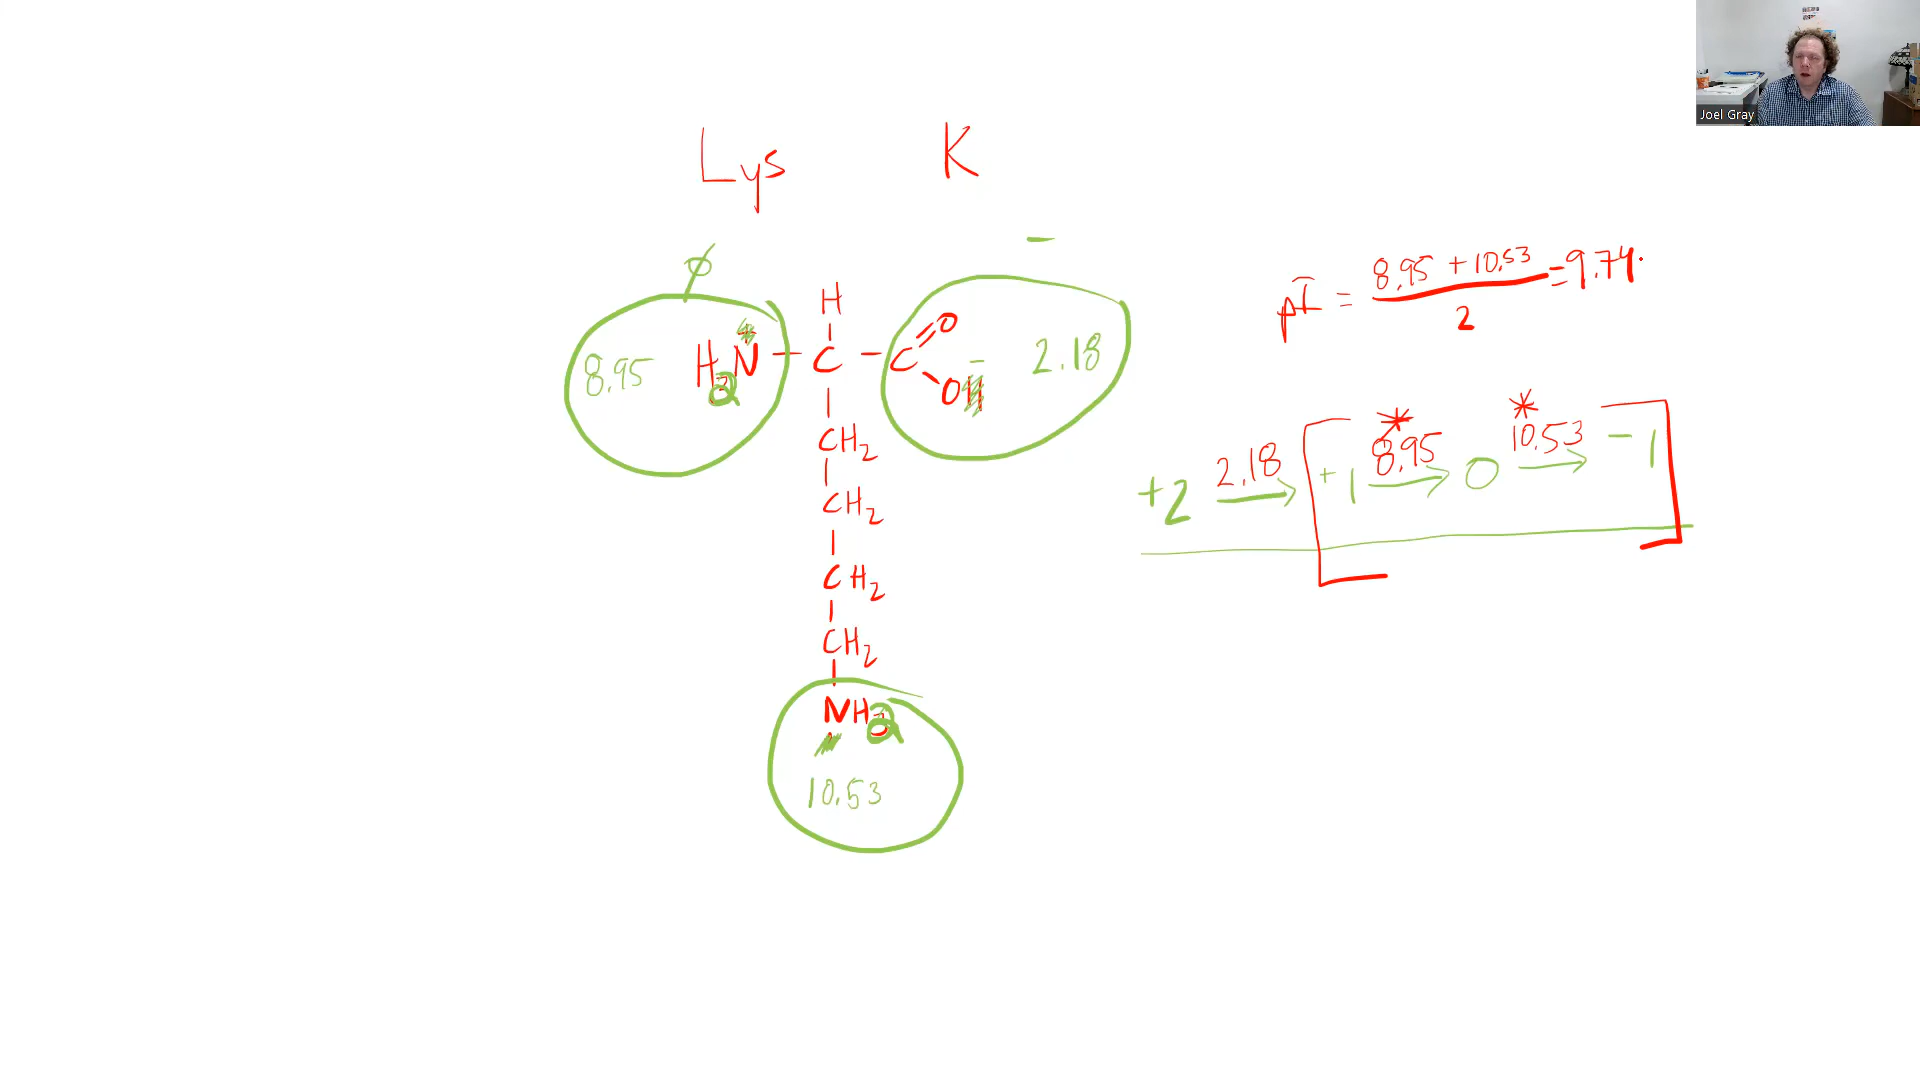 Joel Gray
Lys K
∅ −
H
8.95 H2N − C − C =O 2.18
O −
CH2
CH2
CH2
CH2
NH2
10.53
pI = 8.95 + 10.53 / 2 = 9.74
* *
+2 2.18 → +1 8.95 → 0 10.53 → −1